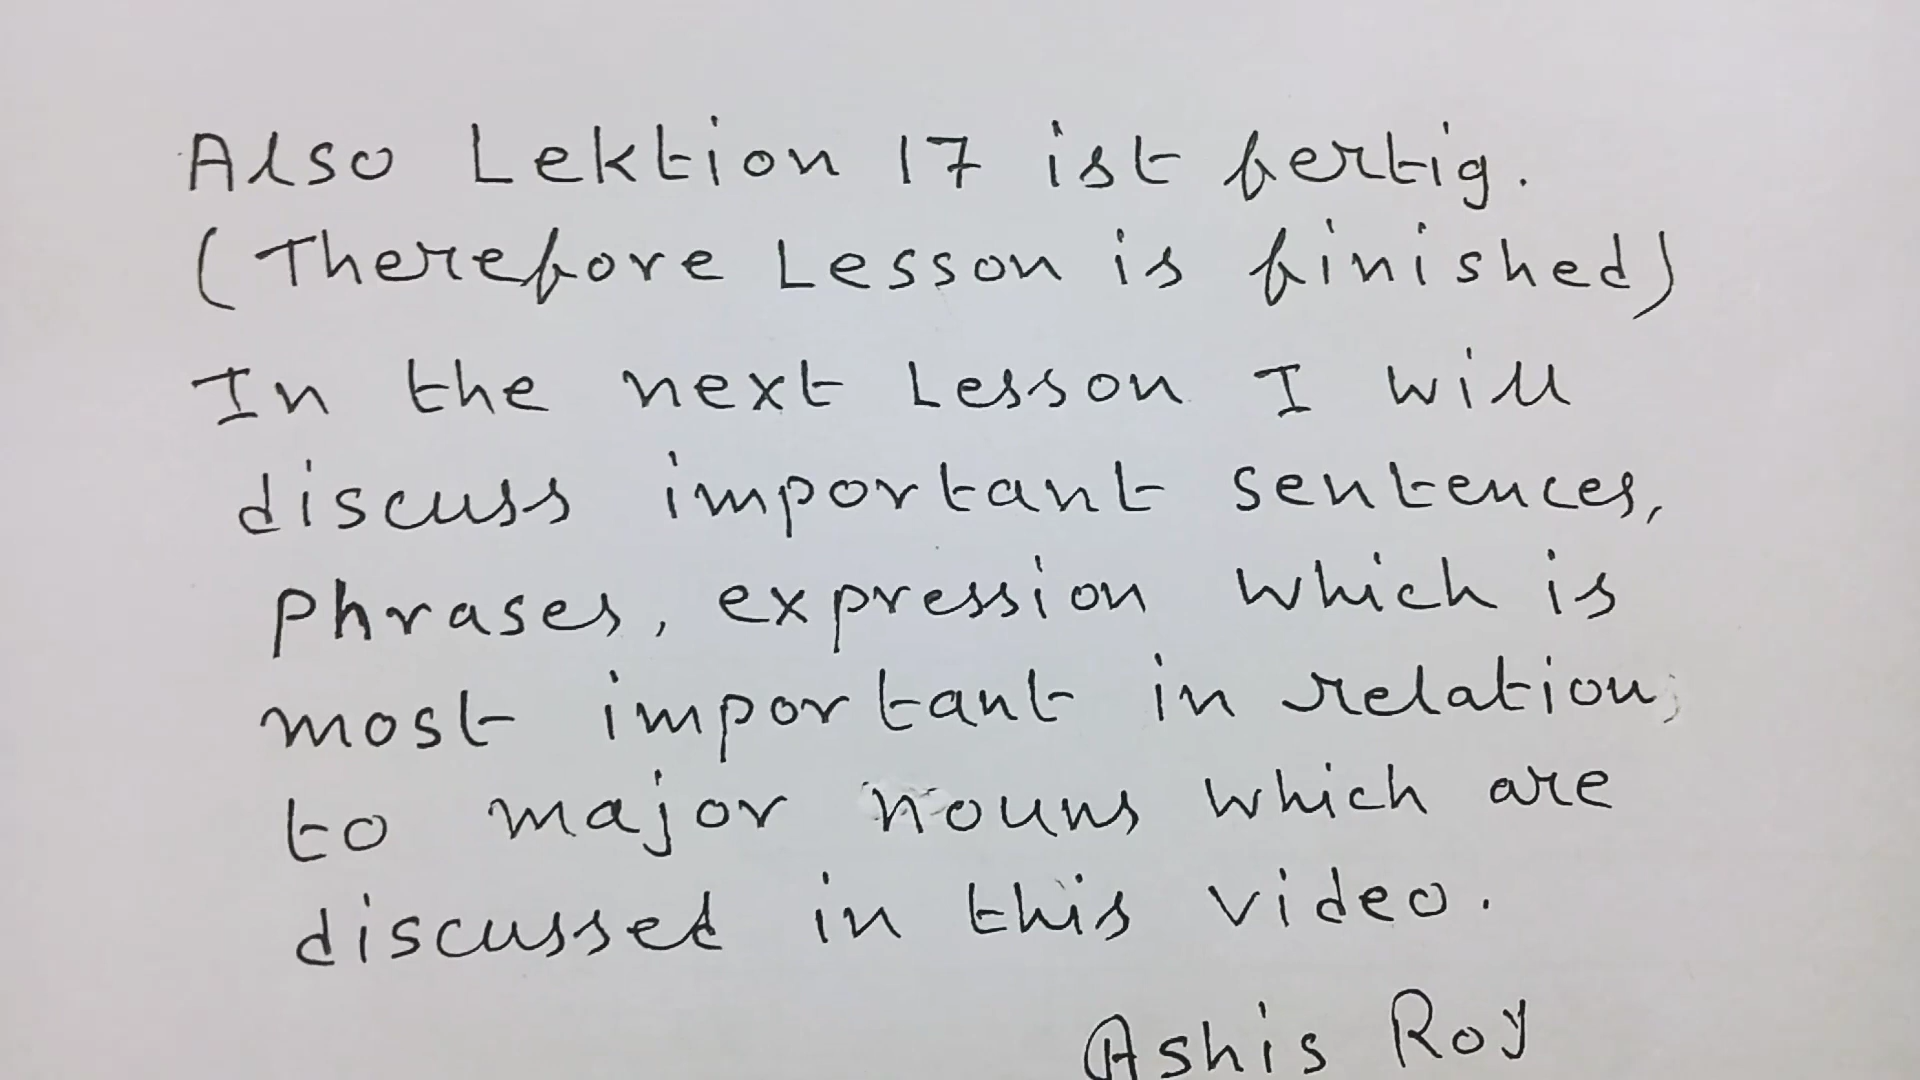 Also Lektion 17 ist fertig.
(Therefore Lesson is finished)
In the next Lesson I will
discuss important sentences,
phrases, expression which is
most important in relation
to major nouns which are
discussed in this video.
Ashis Roy